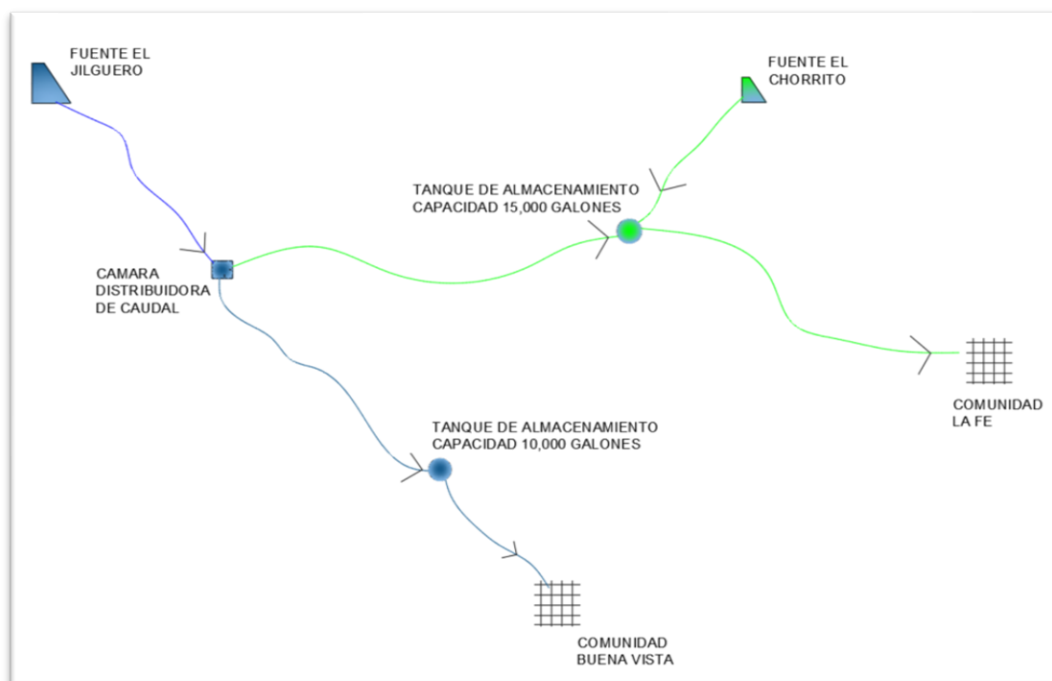 FUENTE EL
JILGUERO
FUENTE EL
CHORRITO
TANQUE DE ALMACENAMIENTO
CAPACIDAD 15,000 GALONES
CAMARA
DISTRIBUIDORA
DE CAUDAL
COMUNIDAD
LA FE
TANQUE DE ALMACENAMIENTO
CAPACIDAD 10,000 GALONES
COMUNIDAD
BUENA VISTA